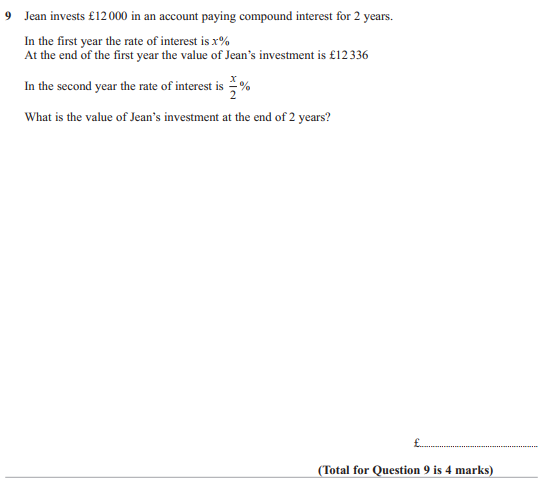 9 Jean invests £12 000 in an account paying compound interest for 2 years.
In the first year the rate of interest is x%
At the end of the first year the value of Jean's investment is £12 336
In the second year the rate of interest is x/2 %
What is the value of Jean's investment at the end of 2 years?
£..............................................
(Total for Question 9 is 4 marks)